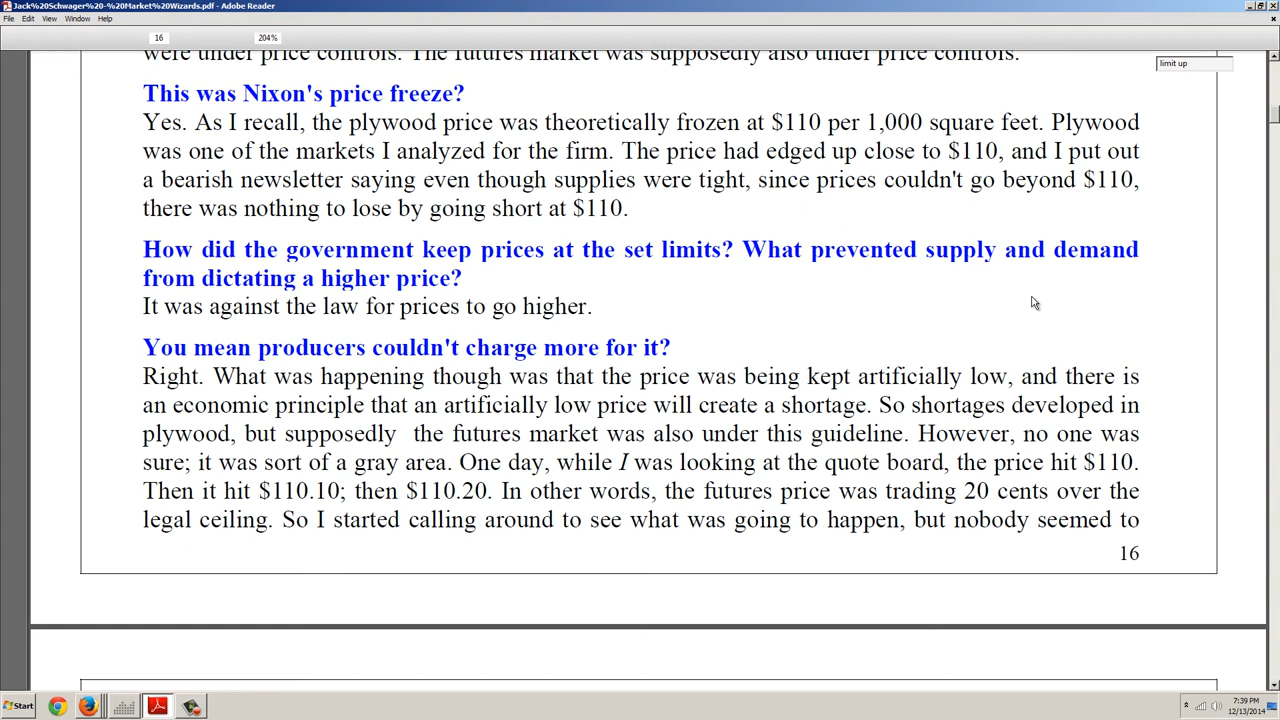 Jack%20Schwager%20-%20Market%20Wizards.pdf - Adobe Reader
File Edit View Window Help
16 204%
limit up
were under price controls. The futures market was supposedly also under price controls.
This was Nixon's price freeze?
Yes. As I recall, the plywood price was theoretically frozen at $110 per 1,000 square feet. Plywood
was one of the markets I analyzed for the firm. The price had edged up close to $110, and I put out
a bearish newsletter saying even though supplies were tight, since prices couldn't go beyond $110,
there was nothing to lose by going short at $110.
How did the government keep prices at the set limits? What prevented supply and demand
from dictating a higher price?
It was against the law for prices to go higher.
You mean producers couldn't charge more for it?
Right. What was happening though was that the price was being kept artificially low, and there is
an economic principle that an artificially low price will create a shortage. So shortages developed in
plywood, but supposedly the futures market was also under this guideline. However, no one was
sure; it was sort of a gray area. One day, while I was looking at the quote board, the price hit $110.
Then it hit $110.10; then $110.20. In other words, the futures price was trading 20 cents over the
legal ceiling. So I started calling around to see what was going to happen, but nobody seemed to
16
Start
7:39 PM
12/13/2014